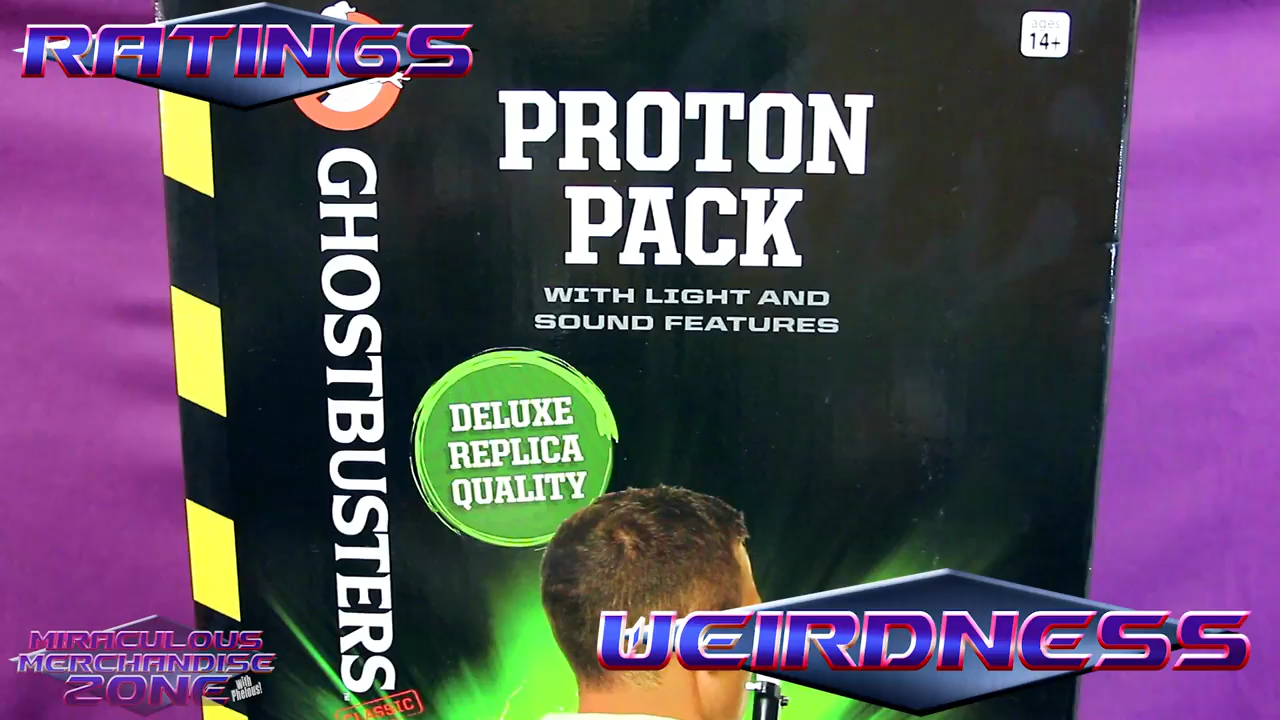 RATINGS
ages
14+
PROTON
PACK
WITH LIGHT AND
SOUND FEATURES
GHOSTBUSTERS
CLASSIC
DELUXE
REPLICA
QUALITY
WEIRDNESS
MIRACULOUS
MERCHANDISE
ZONE
with
Phelous!